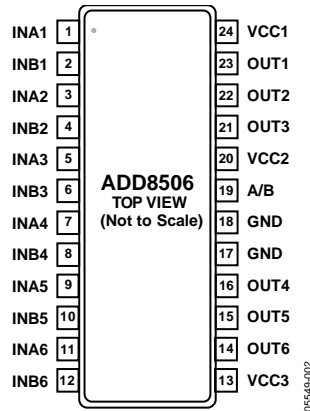 INA1 1 24 VCC1
INB1 2 23 OUT1
INA2 3 22 OUT2
INB2 4 21 OUT3
INA3 5 20 VCC2
INB3 6 19 A/B
INA4 7 18 GND
INB4 8 17 GND
INA5 9 16 OUT4
INB5 10 15 OUT5
INA6 11 14 OUT6
INB6 12 13 VCC3
ADD8506
TOP VIEW
(Not to Scale)
05549-002